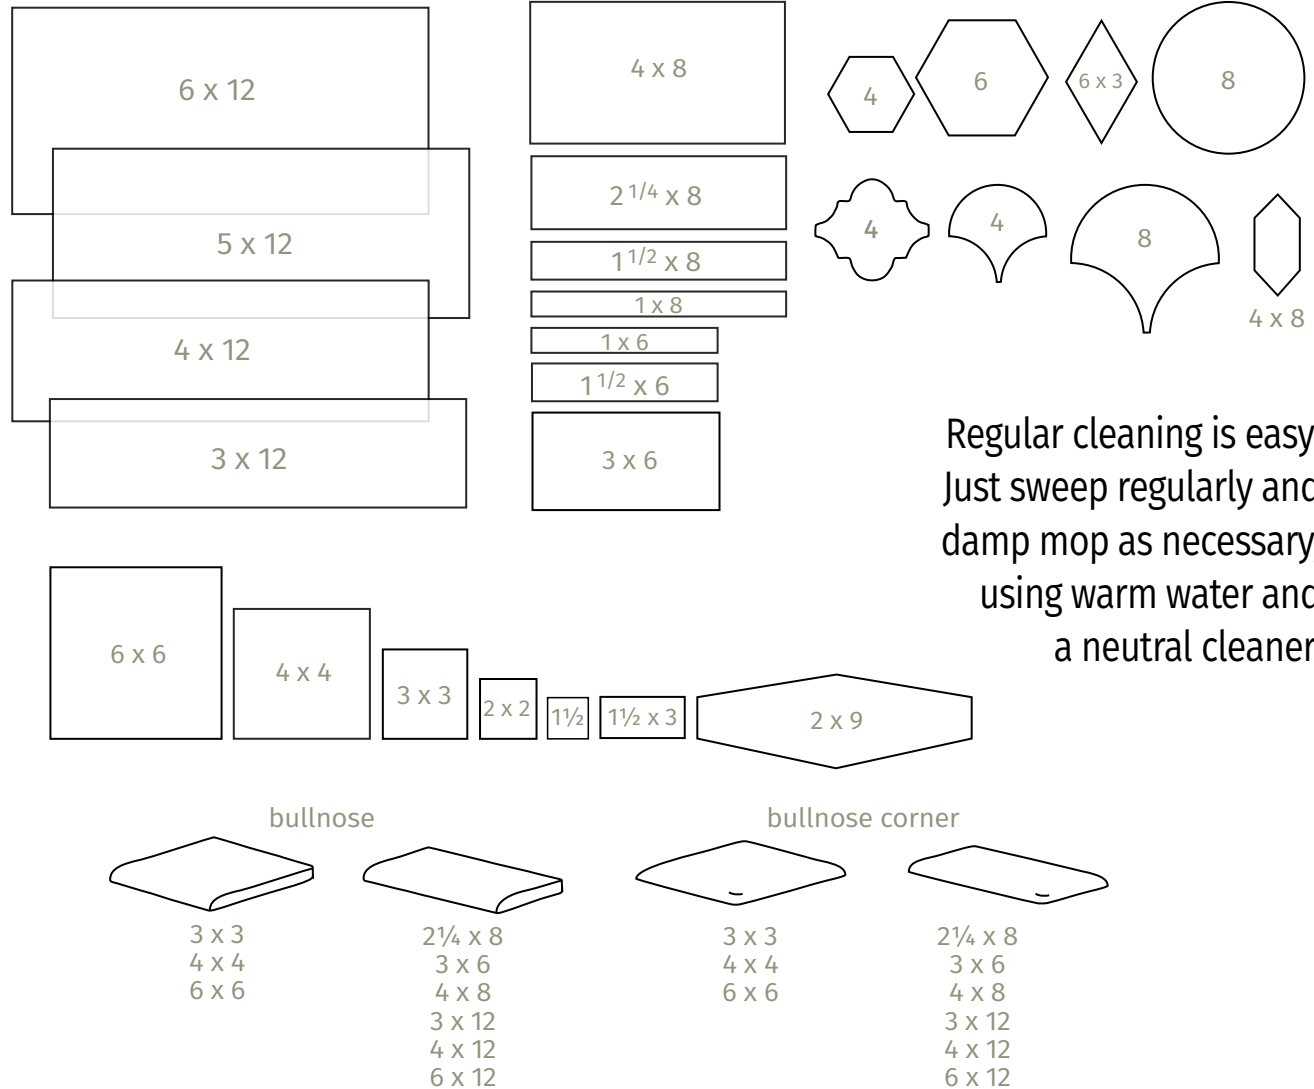 6 x 12
5 x 12
4 x 12
3 x 12
4 x 8
2 1/4 x 8
1 1/2 x 8
1 x 8
1 x 6
1 1/2 x 6
3 x 6
4
6
6 x 3
8
4
4
8
4 x 8
Regular cleaning is easy
Just sweep regularly and
damp mop as necessary
using warm water and
a neutral cleaner
6 x 6
4 x 4
3 x 3
2 x 2
1½
1½ x 3
2 x 9
bullnose
3 x 3
4 x 4
6 x 6
2¼ x 8
3 x 6
4 x 8
3 x 12
4 x 12
6 x 12
bullnose corner
3 x 3
4 x 4
6 x 6
2¼ x 8
3 x 6
4 x 8
3 x 12
4 x 12
6 x 12